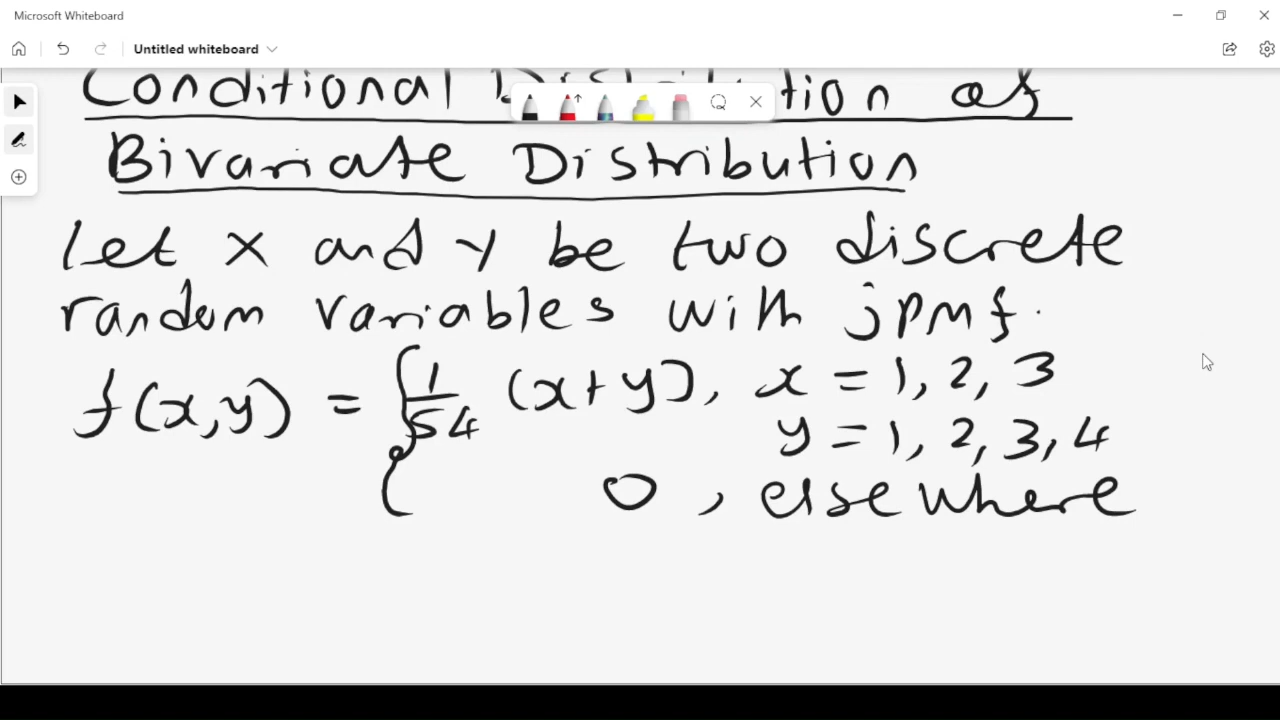 Microsoft Whiteboard
Untitled whiteboard
Conditional of
Bivariate Distribution
Let X and Y be two discrete
random variables with jpmf.
f(x,y) = { 1/54 (x+y), x = 1, 2, 3
y = 1, 2, 3, 4
0, elsewhere